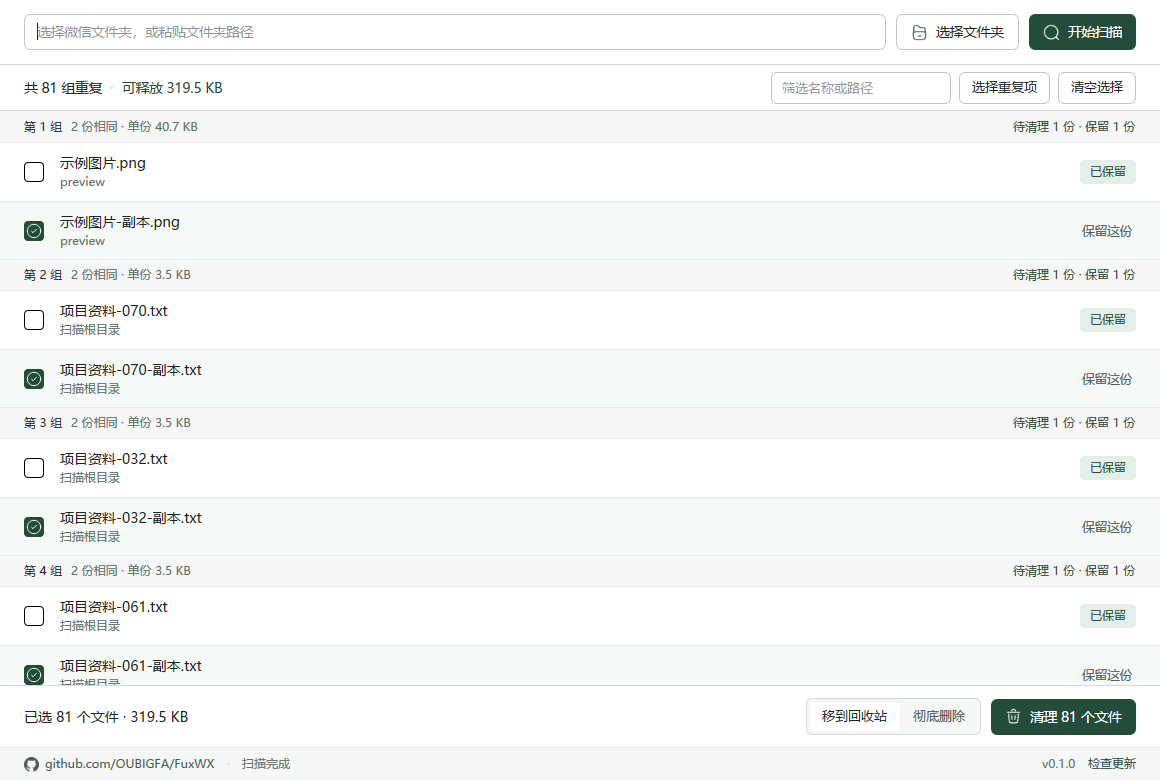 选择微信文件夹，或粘贴文件夹路径 选择文件夹 开始扫描
共 81 组重复 · 可释放 319.5 KB 筛选名称或路径 选择重复项 清空选择
第 1 组 2 份相同 · 单份 40.7 KB 待清理 1 份 · 保留 1 份
示例图片.png
preview
已保留
示例图片-副本.png
preview
保留这份
第 2 组 2 份相同 · 单份 3.5 KB 待清理 1 份 · 保留 1 份
项目资料-070.txt
扫描根目录
已保留
项目资料-070-副本.txt
扫描根目录
保留这份
第 3 组 2 份相同 · 单份 3.5 KB 待清理 1 份 · 保留 1 份
项目资料-032.txt
扫描根目录
已保留
项目资料-032-副本.txt
扫描根目录
保留这份
第 4 组 2 份相同 · 单份 3.5 KB 待清理 1 份 · 保留 1 份
项目资料-061.txt
扫描根目录
已保留
项目资料-061-副本.txt
扫描根目录
保留这份
已选 81 个文件 · 319.5 KB 移到回收站 彻底删除 清理 81 个文件
github.com/OUBIGFA/FuxWX · 扫描完成 v0.1.0 检查更新